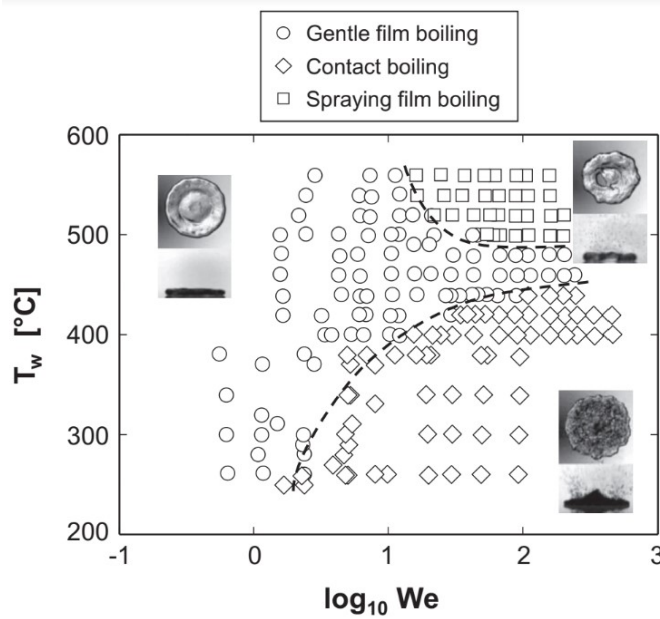 Gentle film boiling
Contact boiling
Spraying film boiling
600
500
400
300
200
T_w [°C]
-1 0 1 2 3
log₁₀ We